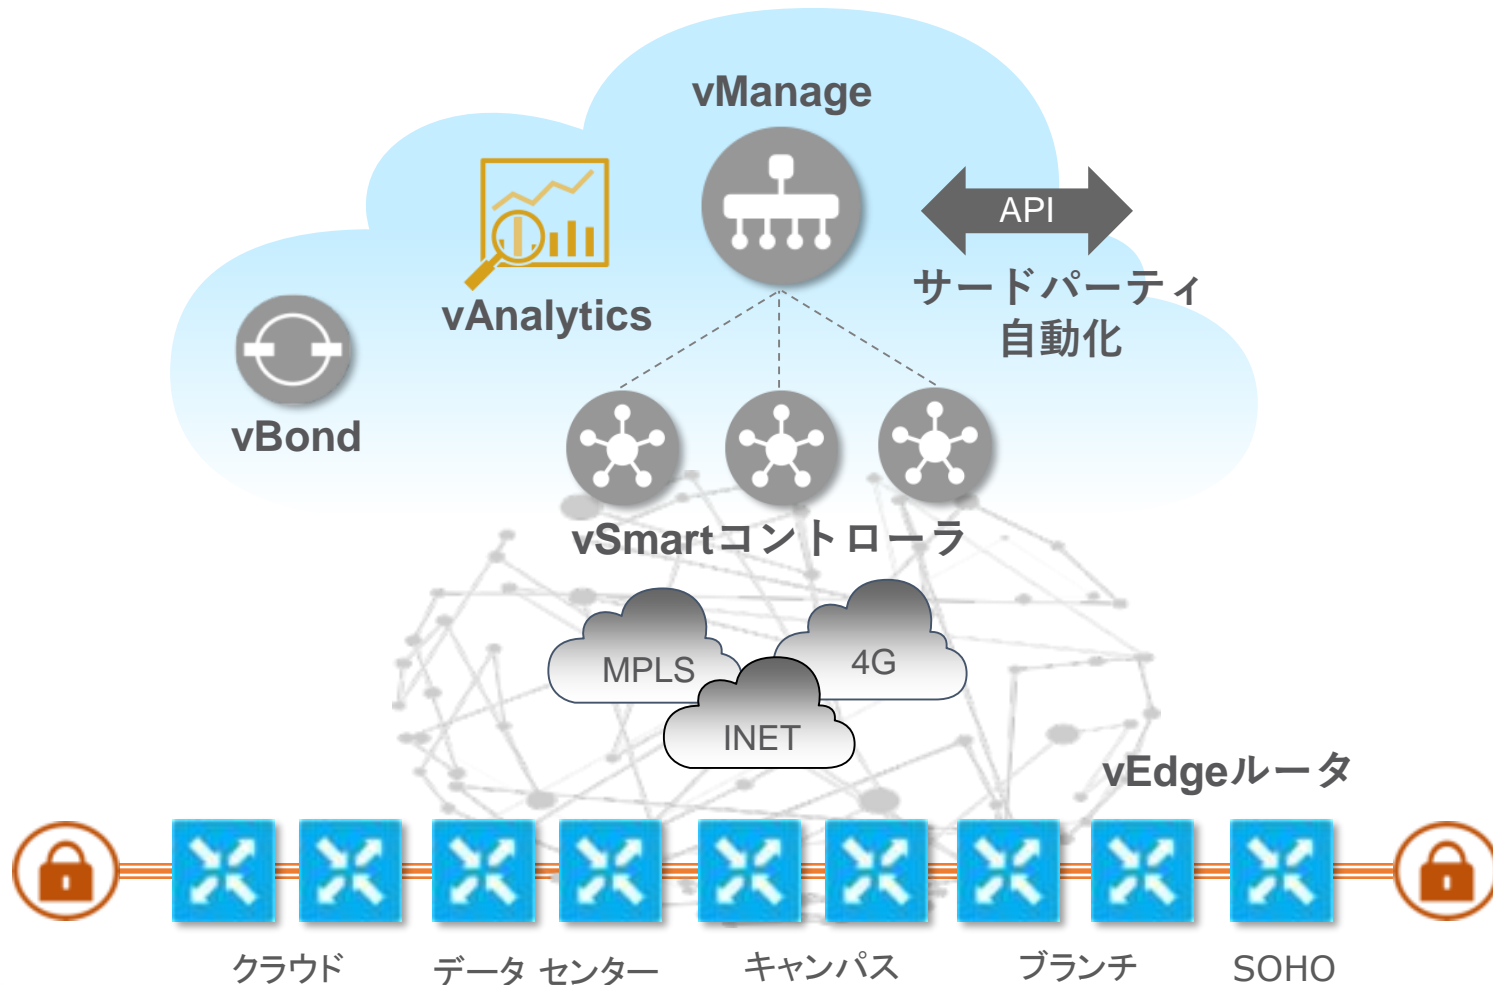 vManage
API
サードパーティ
自動化
vAnalytics
vBond
vSmartコントローラ
MPLS
4G
INET
vEdgeルータ
クラウド
データ センター
キャンパス
ブランチ
SOHO